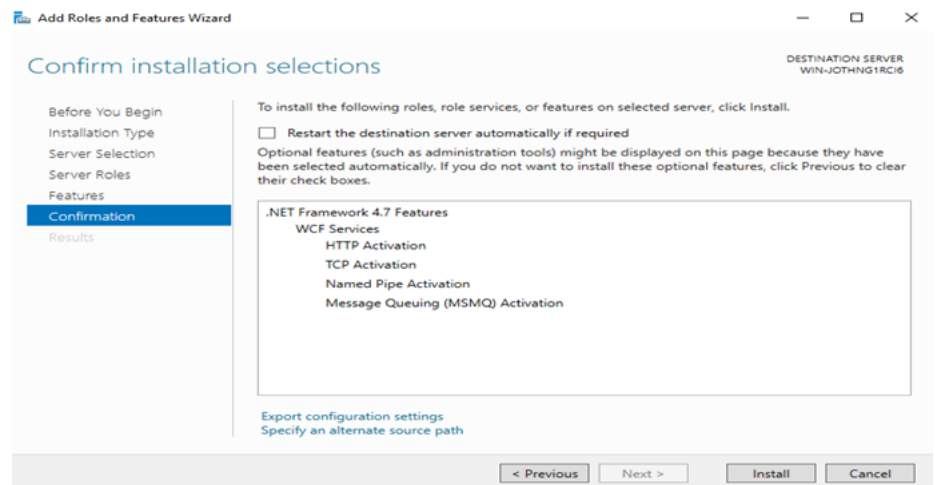 Add Roles and Features Wizard
Confirm installation selections
DESTINATION SERVER
WIN-JOTHNG1RCI6
Before You Begin
Installation Type
Server Selection
Server Roles
Features
Confirmation
Results
To install the following roles, role services, or features on selected server, click Install.
Restart the destination server automatically if required
Optional features (such as administration tools) might be displayed on this page because they have
been selected automatically. If you do not want to install these optional features, click Previous to clear
their check boxes.
.NET Framework 4.7 Features
WCF Services
HTTP Activation
TCP Activation
Named Pipe Activation
Message Queuing (MSMQ) Activation
Export configuration settings
Specify an alternate source path
< Previous
Next >
Install
Cancel